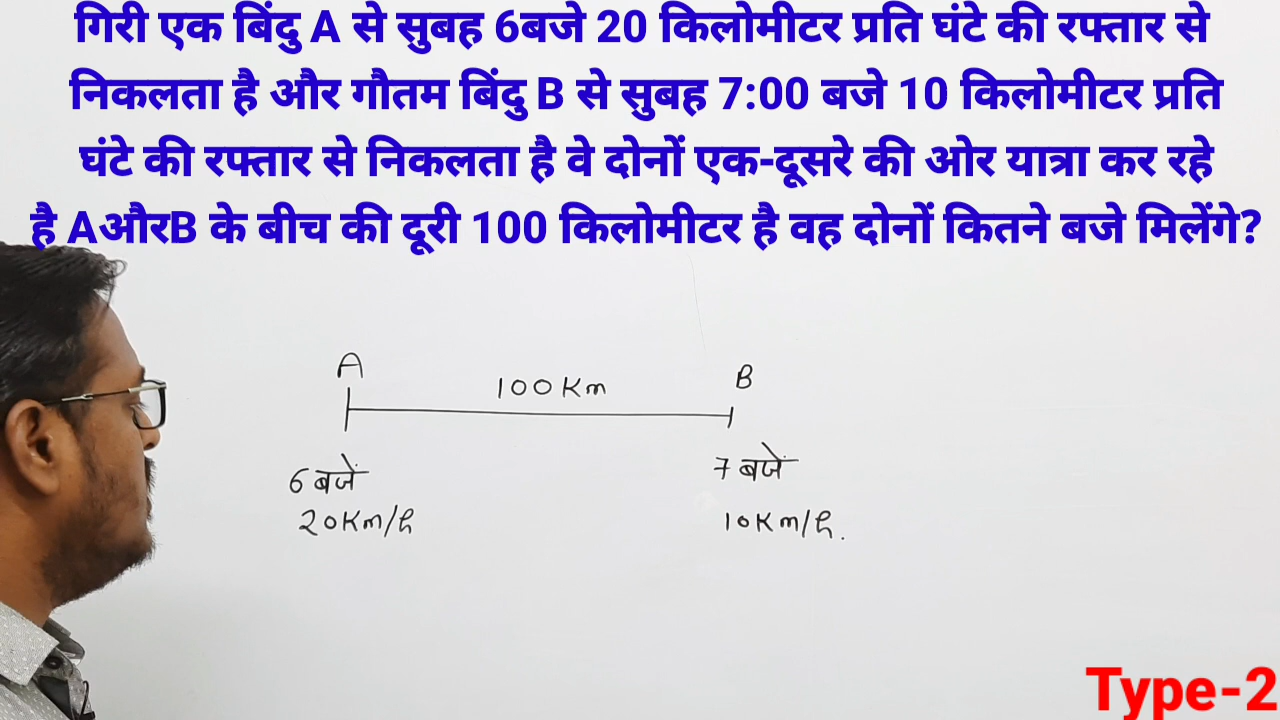 गिरी एक बिंदु A से सुबह 6बजे 20 किलोमीटर प्रति घंटे की रफ्तार से
निकलता है और गौतम बिंदु B से सुबह 7:00 बजे 10 किलोमीटर प्रति
घंटे की रफ्तार से निकलता है वे दोनों एक-दूसरे की ओर यात्रा कर रहे
है AऔरB के बीच की दूरी 100 किलोमीटर है वह दोनों कितने बजे मिलेंगे?
A
100 Km
B
6 बजें
7 बजें
20Km/h
10Km/h.
Type-2